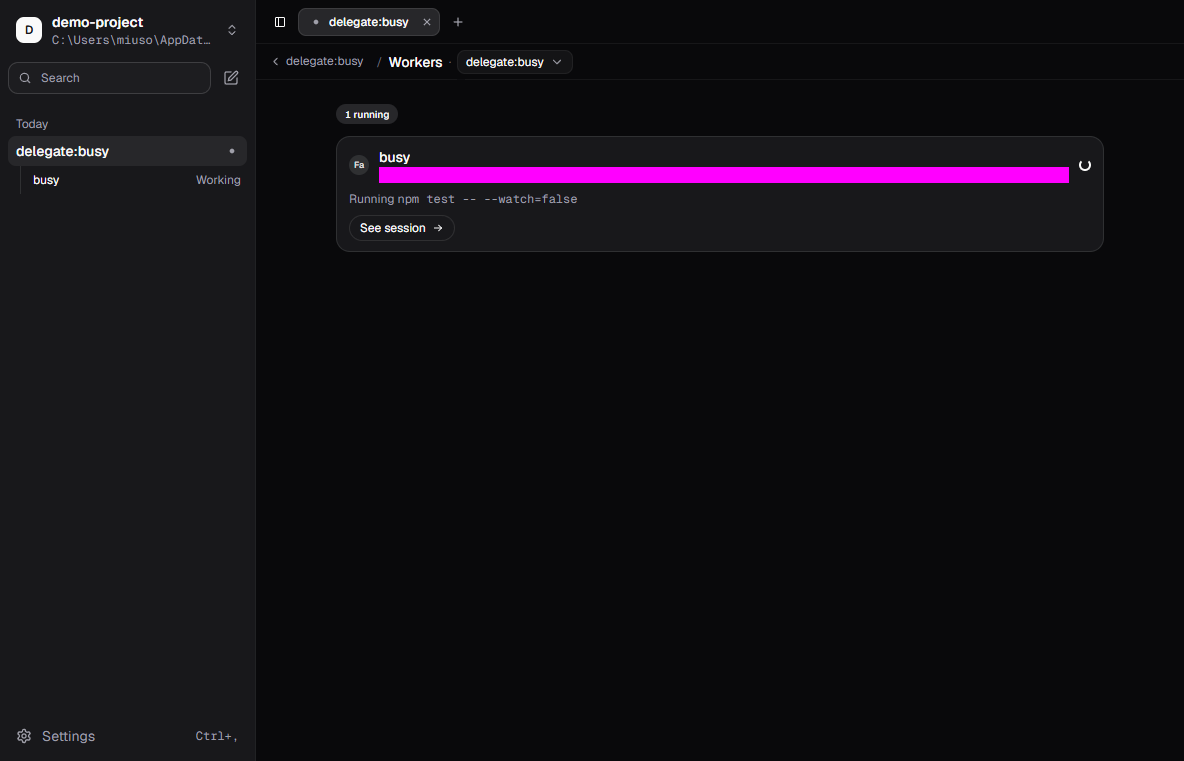 D
demo-project
C:\Users\miuso\AppDat…
Search
Today
delegate:busy
busy Working
Settings Ctrl+,
delegate:busy
delegate:busy / Workers · delegate:busy
1 running
Fa
busy
Running npm test -- --watch=false
See session